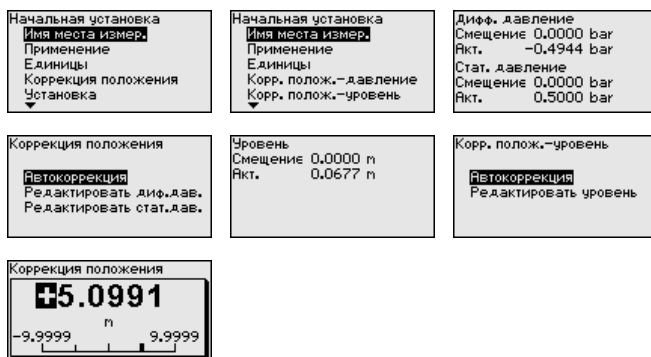 Начальная установка
Имя места измер.
Применение
Единицы
Коррекция положения
Установка
Начальная установка
Имя места измер.
Применение
Единицы
Корр. полож.-давление
Корр. полож.-уровень
Дифф. давление
Смещение 0.0000 bar
Акт. -0.4944 bar
Стат. давление
Смещение 0.0000 bar
Акт. 0.5000 bar
Коррекция положения
Автокоррекция
Редактировать диф.дав.
Редактировать стат.дав.
Уровень
Смещение 0.0000 m
Акт. 0.0677 m
Корр. полож.-уровень
Автокоррекция
Редактировать уровень
Коррекция положения
+5.0991
m
-9.9999 9.9999